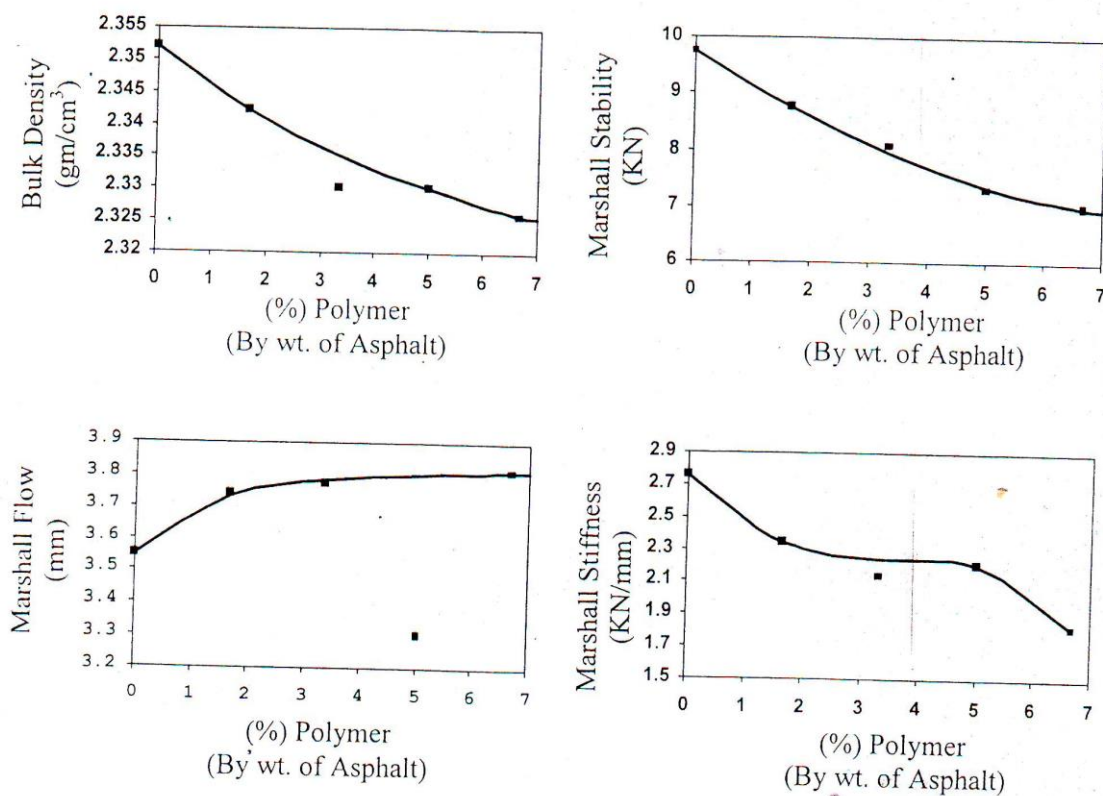 Bulk Density
(gm/cm³)
2.355
2.35
2.345
2.34
2.335
2.33
2.325
2.32
0 1 2 3 4 5 6 7
(%) Polymer
(By wt. of Asphalt)
Marshall Stability
(KN)
10
9
8
7
6
0 1 2 3 4 5 6 7
(%) Polymer
(By wt. of Asphalt)
Marshall Flow
(mm)
3.9
3.8
3.7
3.6
3.5
3.4
3.3
3.2
0 1 2 3 4 5 6 7
(%) Polymer
(By wt. of Asphalt)
Marshall Stiffness
(KN/mm)
2.9
2.7
2.5
2.3
2.1
1.9
1.7
1.5
0 1 2 3 4 5 6 7
(%) Polymer
(By wt. of Asphalt)